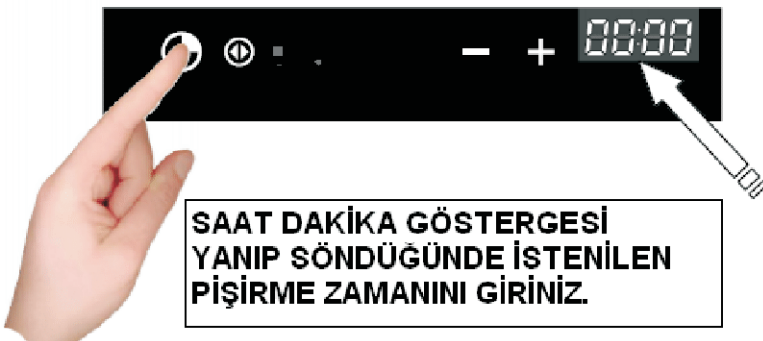 00:00
SAAT DAKİKA GÖSTERGESİ
YANIP SÖNDÜĞÜNDE İSTENİLEN
PİŞİRME ZAMANINI GİRİNİZ.